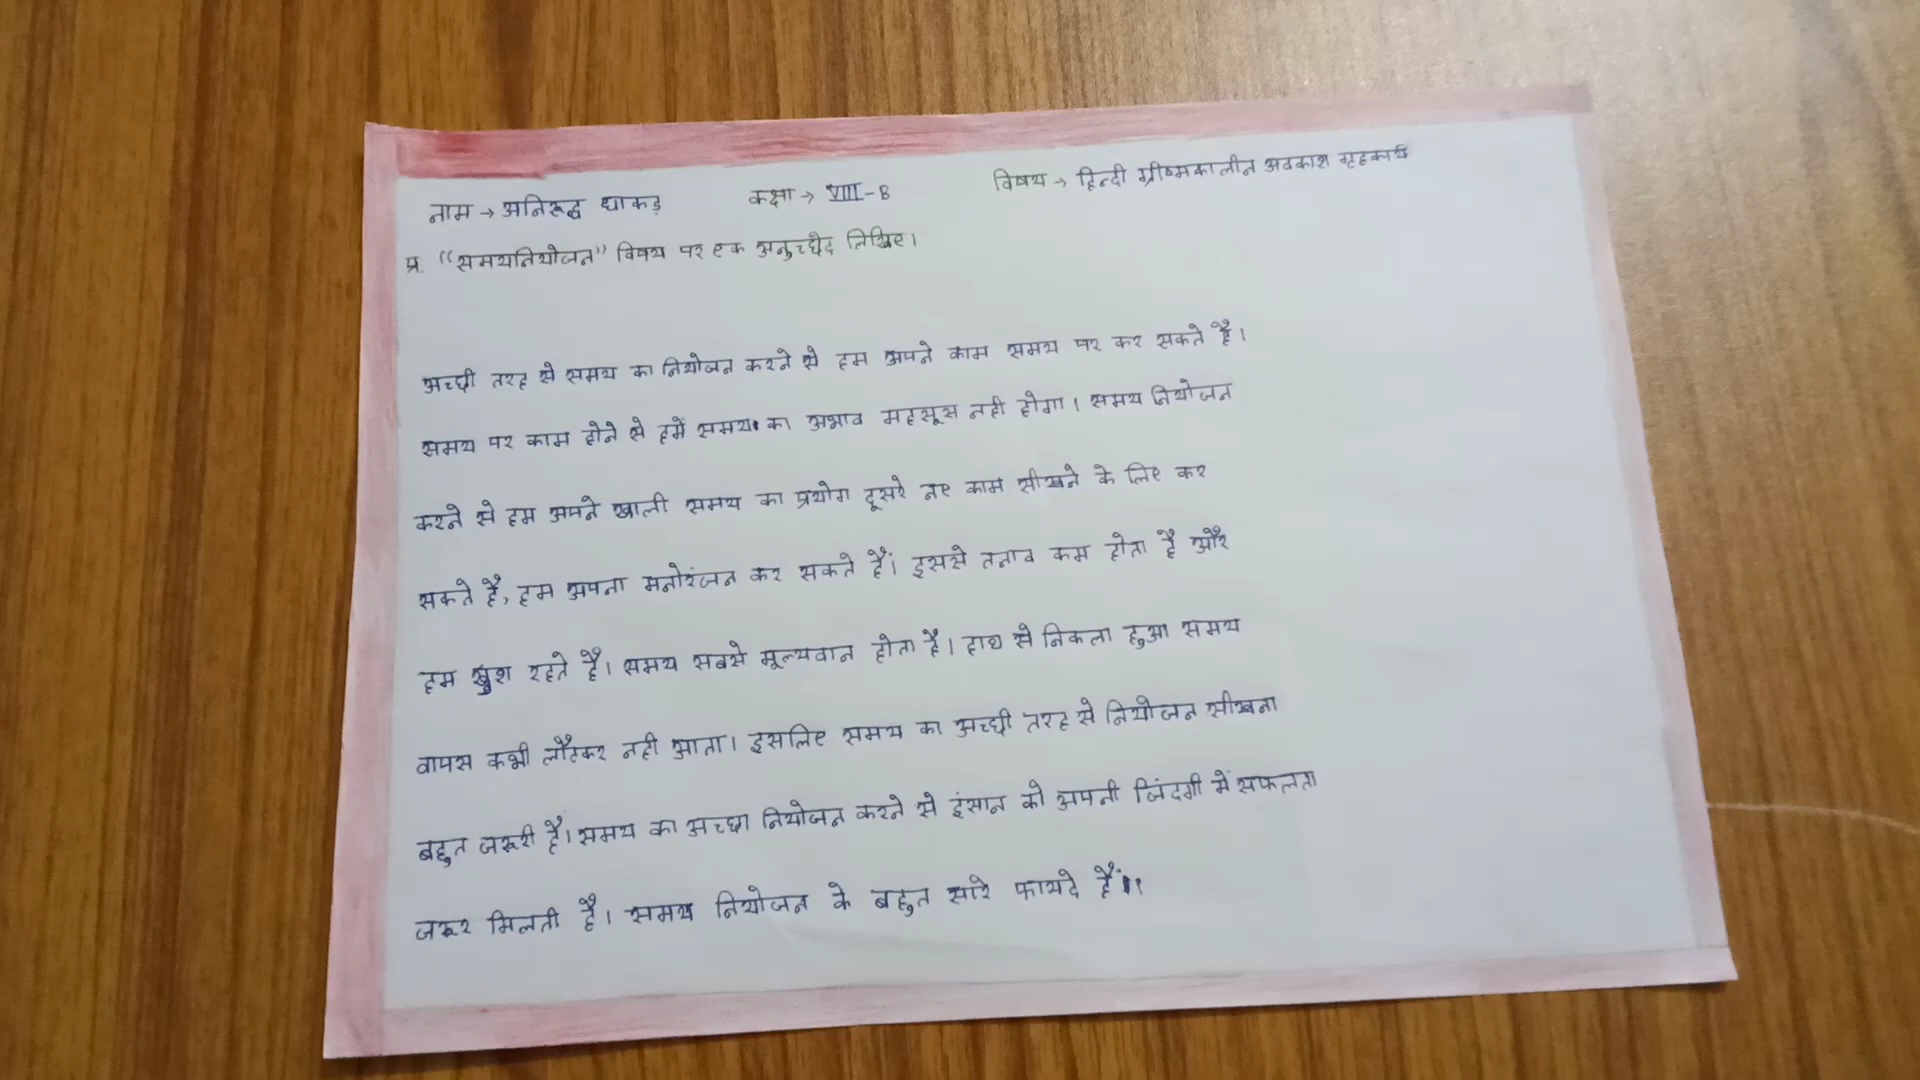 नाम → अनिरूद्ध धाकड़ कक्षा → VIII-B विषय → हिन्दी ग्रीष्मकालीन अवकाश गृहकार्य
प्र. "समयनियोजन" विषय पर एक अनुच्छेद लिखिए।
अच्छी तरह से समय का नियोजन करने से हम अपने काम समय पर कर सकते है।
समय पर काम होने से हमें समय का अभाव महसूस नही होगा। समय नियोजन
करने से हम अपने खाली समय का प्रयोग दूसरे नए काम सीखने के लिए कर
सकते है, हम अपना मनोरंजन कर सकते हैं। इससे तनाव कम होता है और
हम खुश रहते है। समय सबसे मूल्यवान होता है। हाथ से निकला हुआ समय
वापस कभी लौटकर नही आता। इसलिए समय का अच्छी तरह से नियोजन सीखना
बहुत जरूरी है। समय का अच्छा नियोजन करने से इंसान को अपनी जिंदगी में सफलता
जरूर मिलती है। समय नियोजन के बहुत सारे फायदे हैं।।